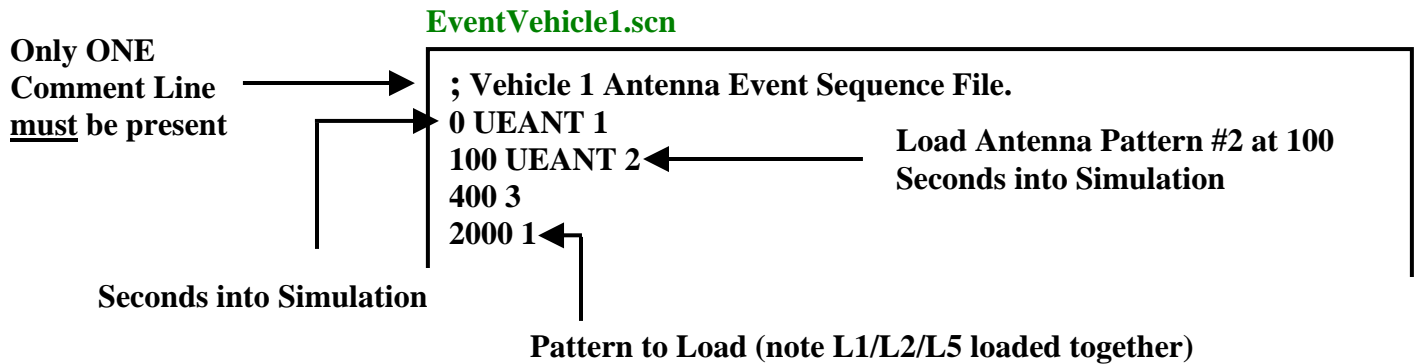 EventVehicle1.scn
Only ONE
Comment Line
must be present
; Vehicle 1 Antenna Event Sequence File.
0 UEANT 1
100 UEANT 2
400 3
2000 1
Load Antenna Pattern #2 at 100
Seconds into Simulation
Seconds into Simulation
Pattern to Load (note L1/L2/L5 loaded together)